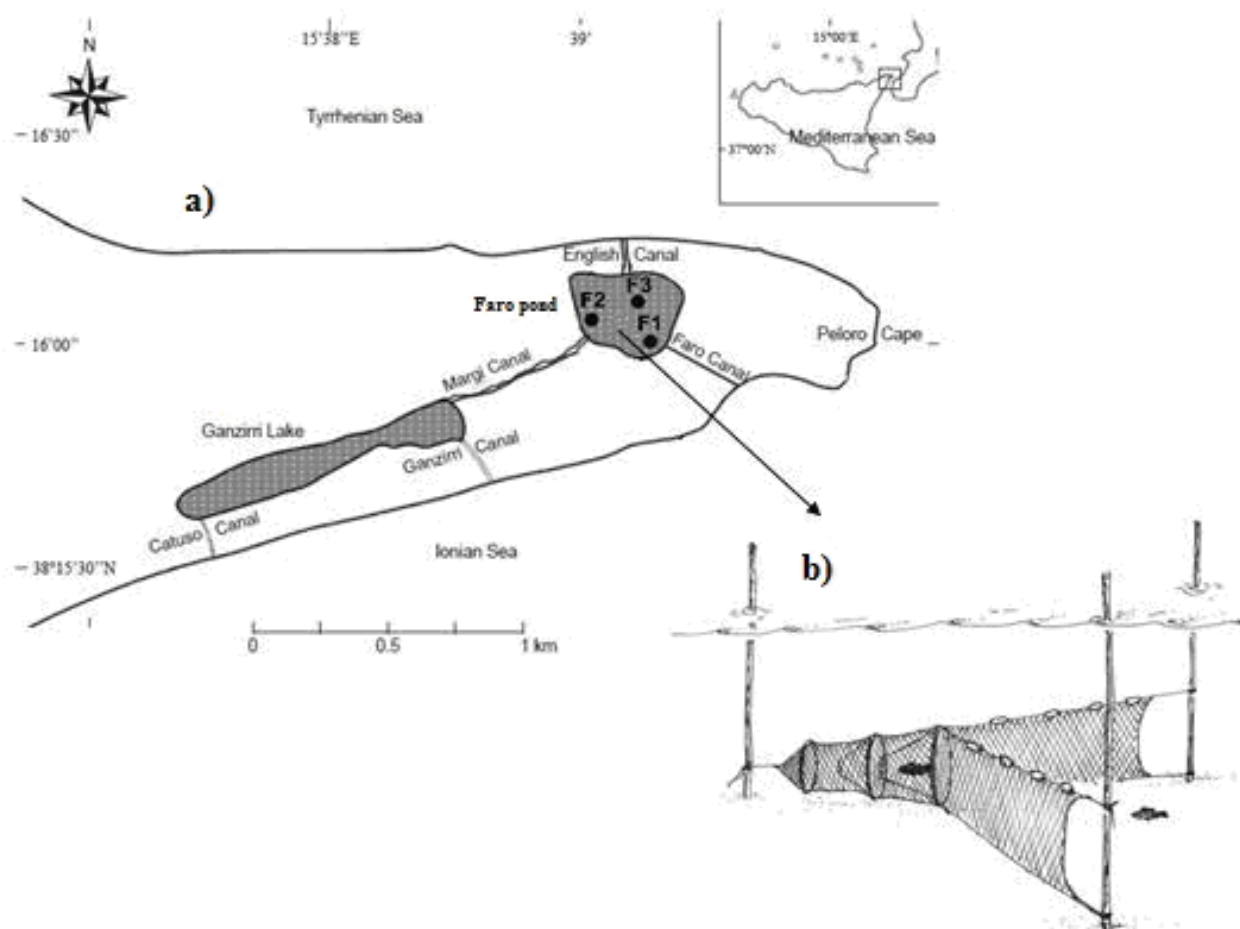 N
15'38''E
39'
15°00'E
16'30''
Tyrrhenian Sea
Mediterranean Sea
37°00'N
a)
English Canal
F3
Faro pond
F2
F1
Peloro Cape
16'00''
Faro Canal
Margi Canal
Ganzirri Lake
Ganzirri Canal
Catuso Canal
Ionian Sea
38°15'30''N
b)
0 0.5 1 km